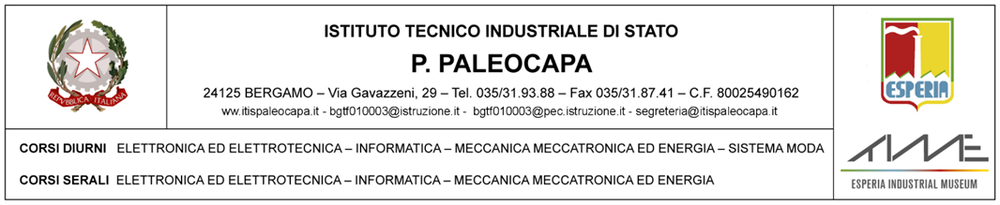 REPVBBLICA ITALIANA
ISTITUTO TECNICO INDUSTRIALE DI STATO
P. PALEOCAPA
24125 BERGAMO – Via Gavazzeni, 29 – Tel. 035/31.93.88 – Fax 035/31.87.41 – C.F. 80025490162
ww.itispaleocapa.it - bgtf010003@istruzione.it - bgtf010003@pec.istruzione.it - segreteria@itispaleocapa.it
ESPERIA
CORSI DIURNI ELETTRONICA ED ELETTROTECNICA – INFORMATICA – MECCANICA MECCATRONICA ED ENERGIA – SISTEMA MODA
CORSI SERALI ELETTRONICA ED ELETTROTECNICA – INFORMATICA – MECCANICA MECCATRONICA ED ENERGIA
ESPERIA INDUSTRIAL MUSEUM